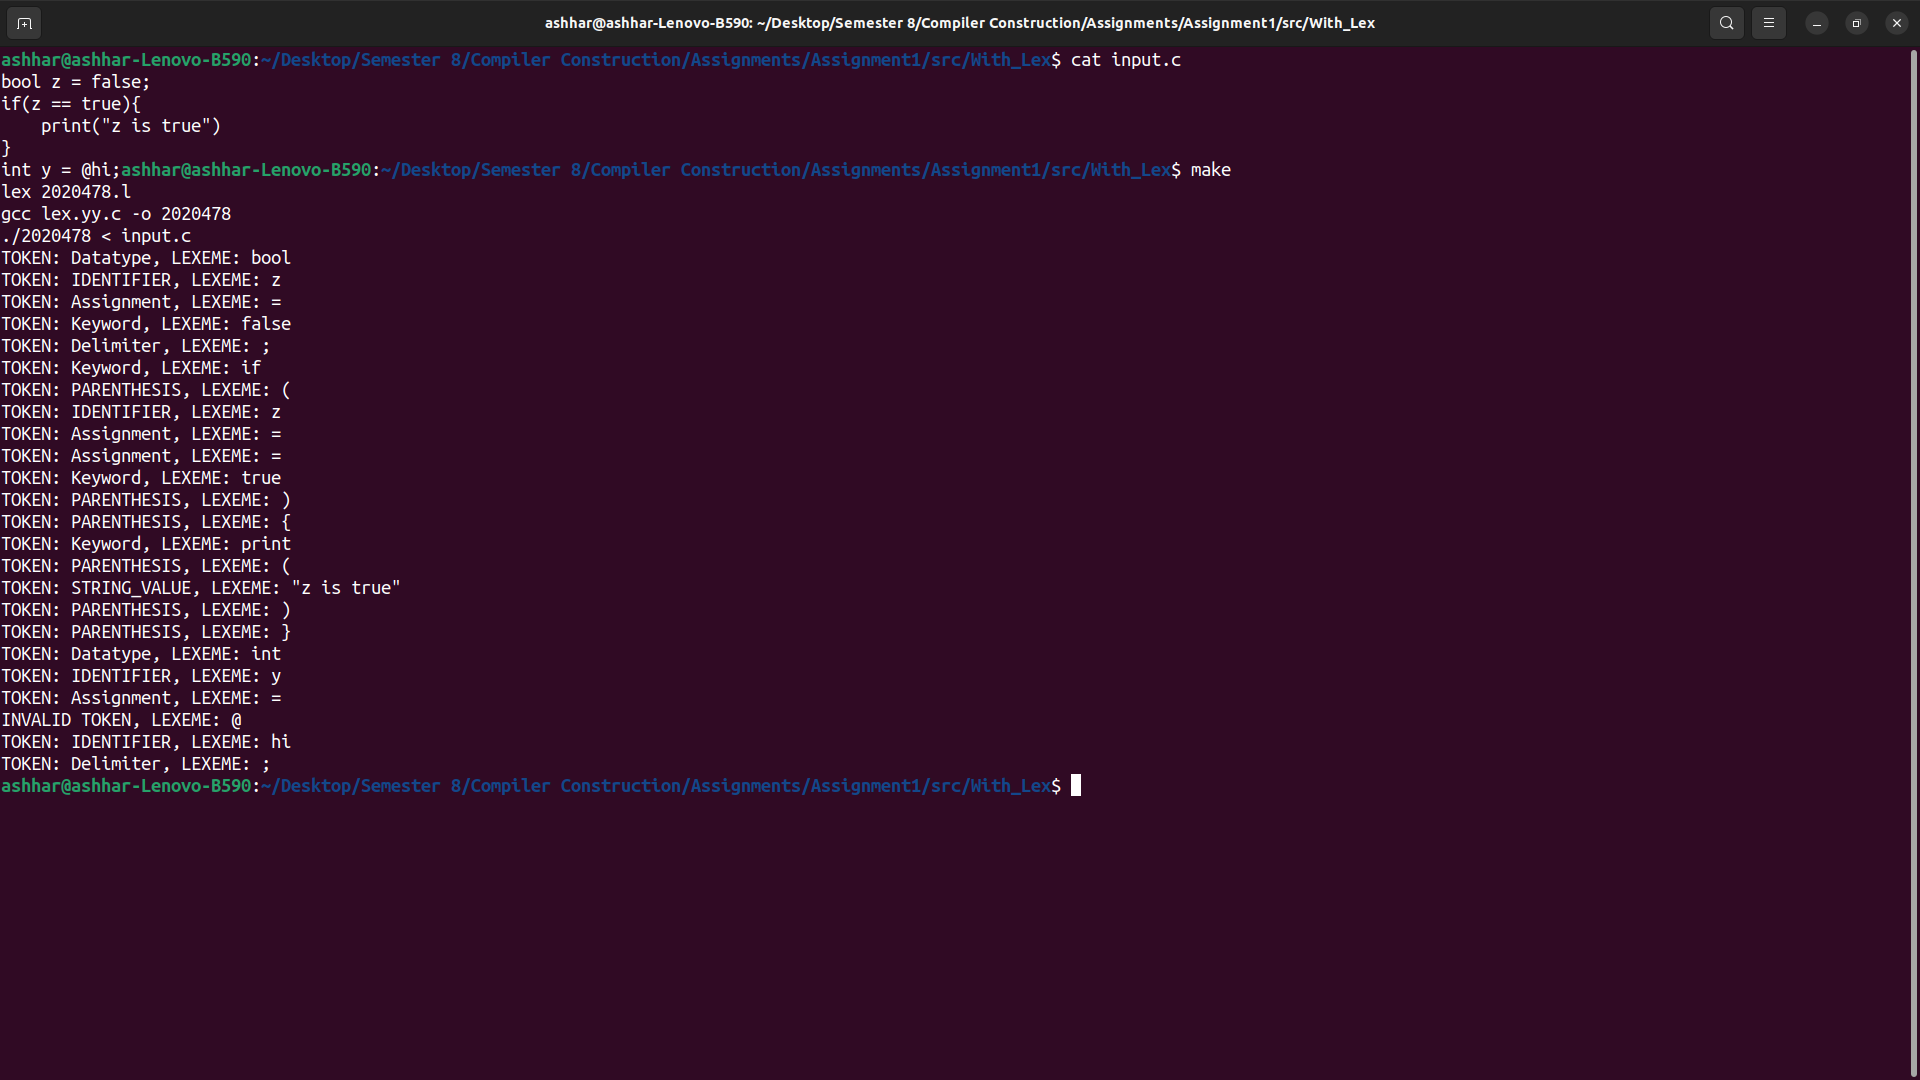 ashhar@ashhar-Lenovo-B590: ~/Desktop/Semester 8/Compiler Construction/Assignments/Assignment1/src/With_Lex
ashhar@ashhar-Lenovo-B590:~/Desktop/Semester 8/Compiler Construction/Assignments/Assignment1/src/With_Lex$ cat input.c
bool z = false;
if(z == true){
    print("z is true")
}
int y = @hi;ashhar@ashhar-Lenovo-B590:~/Desktop/Semester 8/Compiler Construction/Assignments/Assignment1/src/With_Lex$ make
lex 2020478.l
gcc lex.yy.c -o 2020478
./2020478 < input.c
TOKEN: Datatype, LEXEME: bool
TOKEN: IDENTIFIER, LEXEME: z
TOKEN: Assignment, LEXEME: =
TOKEN: Keyword, LEXEME: false
TOKEN: Delimiter, LEXEME: ;
TOKEN: Keyword, LEXEME: if
TOKEN: PARENTHESIS, LEXEME: (
TOKEN: IDENTIFIER, LEXEME: z
TOKEN: Assignment, LEXEME: =
TOKEN: Assignment, LEXEME: =
TOKEN: Keyword, LEXEME: true
TOKEN: PARENTHESIS, LEXEME: )
TOKEN: PARENTHESIS, LEXEME: {
TOKEN: Keyword, LEXEME: print
TOKEN: PARENTHESIS, LEXEME: (
TOKEN: STRING_VALUE, LEXEME: "z is true"
TOKEN: PARENTHESIS, LEXEME: )
TOKEN: PARENTHESIS, LEXEME: }
TOKEN: Datatype, LEXEME: int
TOKEN: IDENTIFIER, LEXEME: y
TOKEN: Assignment, LEXEME: =
INVALID TOKEN, LEXEME: @
TOKEN: IDENTIFIER, LEXEME: hi
TOKEN: Delimiter, LEXEME: ;
ashhar@ashhar-Lenovo-B590:~/Desktop/Semester 8/Compiler Construction/Assignments/Assignment1/src/With_Lex$